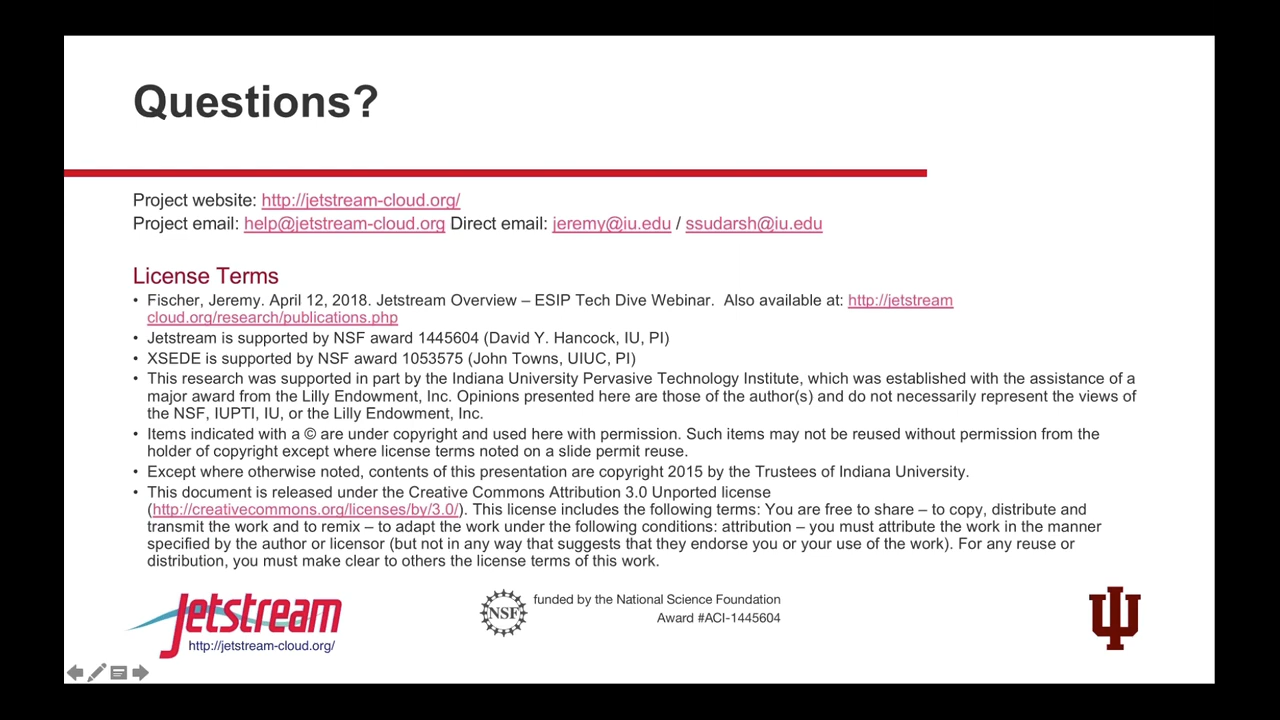 Questions?
Project website: http://jetstream-cloud.org/
Project email: help@jetstream-cloud.org Direct email: jeremy@iu.edu / ssudarsh@iu.edu
License Terms
• Fischer, Jeremy. April 12, 2018. Jetstream Overview – ESIP Tech Dive Webinar.  Also available at: http://jetstream
cloud.org/research/publications.php
• Jetstream is supported by NSF award 1445604 (David Y. Hancock, IU, PI)
• XSEDE is supported by NSF award 1053575 (John Towns, UIUC, PI)
• This research was supported in part by the Indiana University Pervasive Technology Institute, which was established with the assistance of a
major award from the Lilly Endowment, Inc. Opinions presented here are those of the author(s) and do not necessarily represent the views of
the NSF, IUPTI, IU, or the Lilly Endowment, Inc.
• Items indicated with a © are under copyright and used here with permission. Such items may not be reused without permission from the
holder of copyright except where license terms noted on a slide permit reuse.
• Except where otherwise noted, contents of this presentation are copyright 2015 by the Trustees of Indiana University.
• This document is released under the Creative Commons Attribution 3.0 Unported license
(http://creativecommons.org/licenses/by/3.0/). This license includes the following terms: You are free to share – to copy, distribute and
transmit the work and to remix – to adapt the work under the following conditions: attribution – you must attribute the work in the manner
specified by the author or licensor (but not in any way that suggests that they endorse you or your use of the work). For any reuse or
distribution, you must make clear to others the license terms of this work.
Jetstream
http://jetstream-cloud.org/
NSF
funded by the National Science Foundation
Award #ACI-1445604
IU